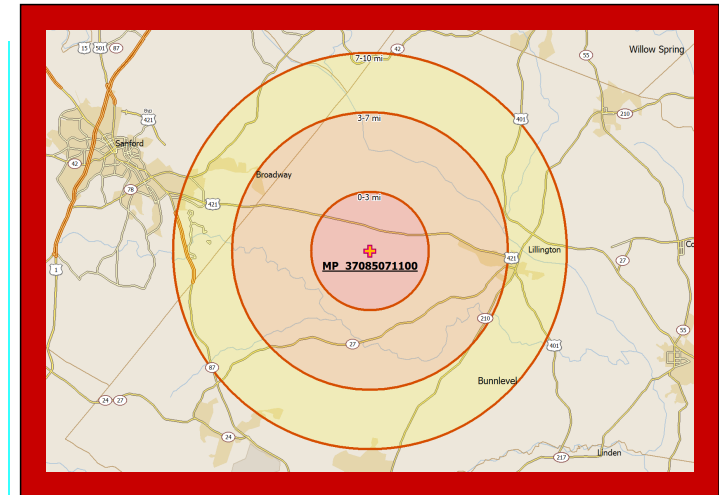 15
501
87
42
7-10 mi
55
Willow Spring
421
210
401
3-7 mi
Sanford
42
Broadway
78
0-3 mi
421
MP_37085071100
Lillington
421
Co
27
1
210
55
27
401
87
Bunnlevel
24
27
24
217
Linden